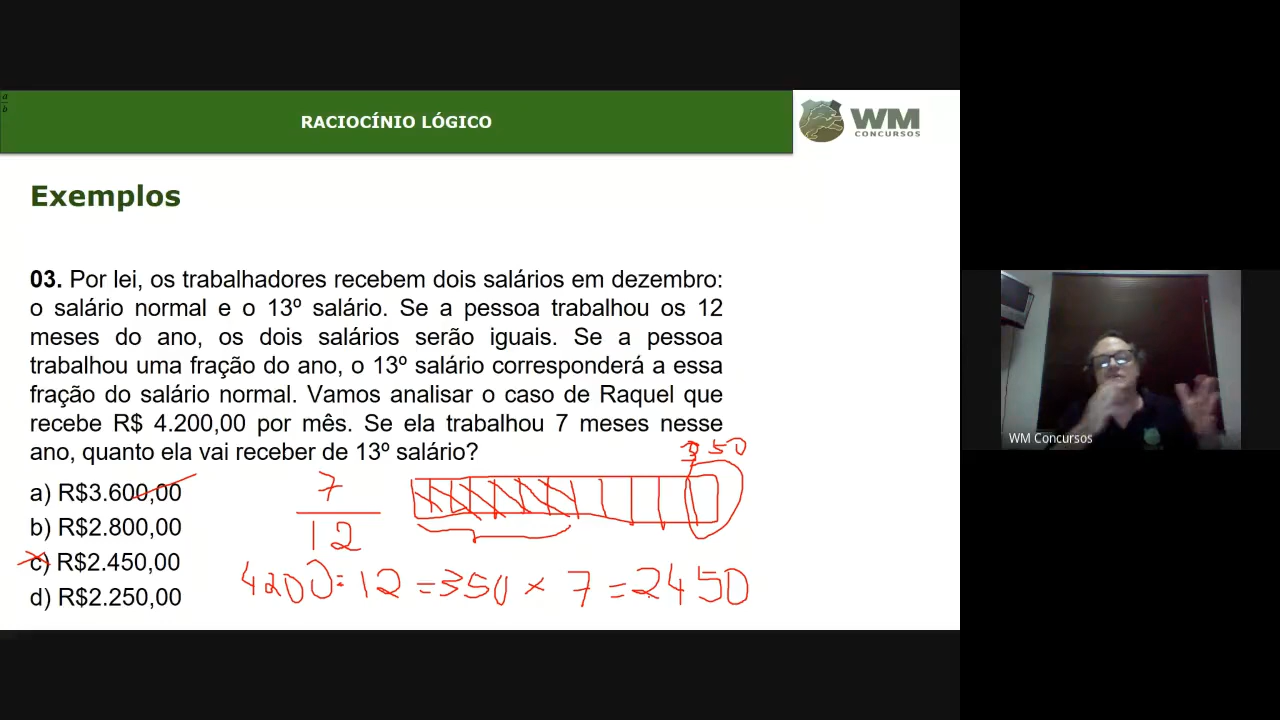 a
b
RACIOCÍNIO LÓGICO
WM
CONCURSOS
Exemplos
03. Por lei, os trabalhadores recebem dois salários em dezembro:
o salário normal e o 13º salário. Se a pessoa trabalhou os 12
meses do ano, os dois salários serão iguais. Se a pessoa
trabalhou uma fração do ano, o 13º salário corresponderá a essa
fração do salário normal. Vamos analisar o caso de Raquel que
recebe R$ 4.200,00 por mês. Se ela trabalhou 7 meses nesse
ano, quanto ela vai receber de 13º salário?
350
a) R$3.600,00
b) R$2.800,00
c) R$2.450,00
d) R$2.250,00
7
12
4200:12=350 x 7=2450
WM Concursos